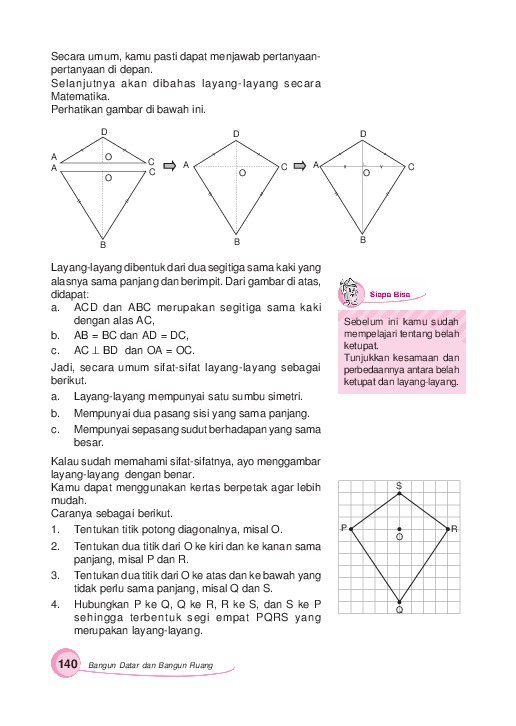 Secara umum, kamu pasti dapat menjawab pertanyaan-
pertanyaan di depan.
Selanjutnya akan dibahas layang-layang secara
Matematika.
Perhatikan gambar di bawah ini.
D
A O C
A O C
B
D
A O C
B
D
A O C
B
Layang-layang dibentuk dari dua segitiga sama kaki yang
alasnya sama panjang dan berimpit. Dari gambar di atas,
didapat:
a. ACD dan ABC merupakan segitiga sama kaki
dengan alas AC,
b. AB = BC dan AD = DC,
c. AC ⊥ BD dan OA = OC.
Jadi, secara umum sifat-sifat layang-layang sebagai
berikut.
a. Layang-layang mempunyai satu sumbu simetri.
b. Mempunyai dua pasang sisi yang sama panjang.
c. Mempunyai sepasang sudut berhadapan yang sama
besar.
Siapa Bisa
Sebelum ini kamu sudah
mempelajari tentang belah
ketupat.
Tunjukkan kesamaan dan
perbedaannya antara belah
ketupat dan layang-layang.
Kalau sudah memahami sifat-sifatnya, ayo menggambar
layang-layang dengan benar.
Kamu dapat menggunakan kertas berpetak agar lebih
mudah.
Caranya sebagai berikut.
1. Tentukan titik potong diagonalnya, misal O.
2. Tentukan dua titik dari O ke kiri dan ke kanan sama
panjang, misal P dan R.
3. Tentukan dua titik dari O ke atas dan ke bawah yang
tidak perlu sama panjang, misal Q dan S.
4. Hubungkan P ke Q, Q ke R, R ke S, dan S ke P
sehingga terbentuk segi empat PQRS yang
merupakan layang-layang.
S
P O R
Q
140 Bangun Datar dan Bangun Ruang